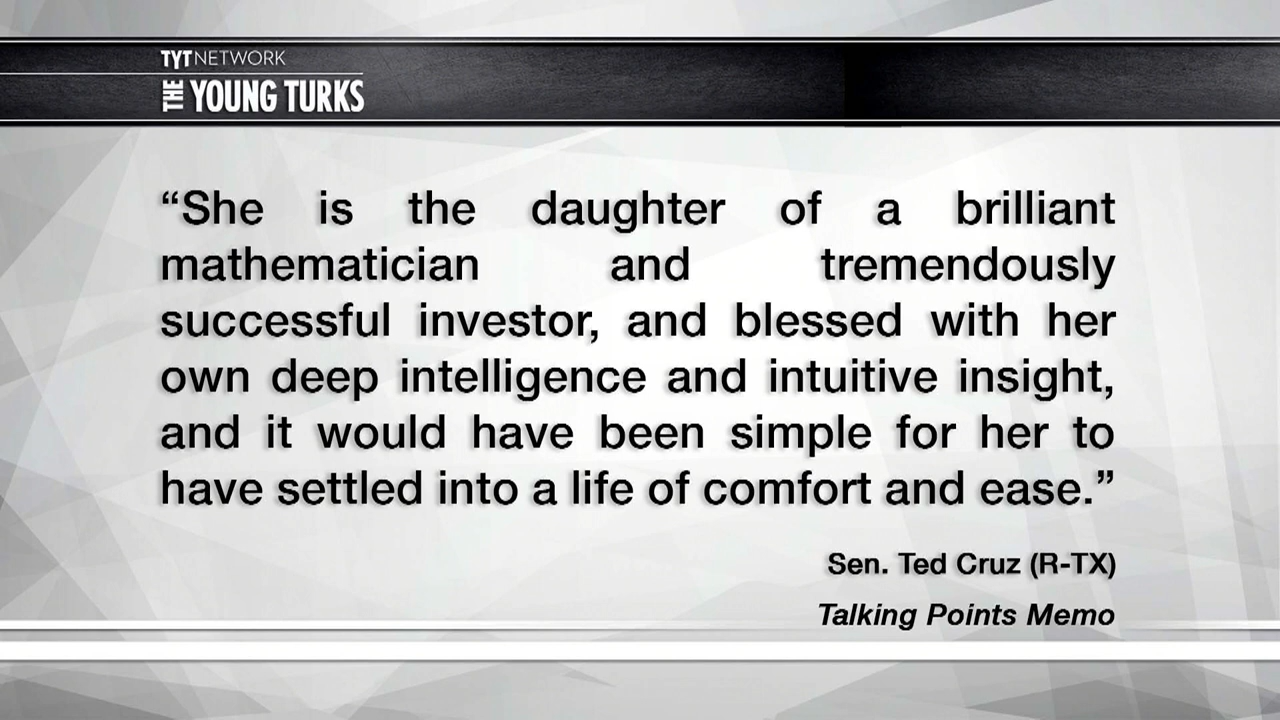 TYT NETWORK
THE YOUNG TURKS
“She is the daughter of a brilliant
mathematician and tremendously
successful investor, and blessed with her
own deep intelligence and intuitive insight,
and it would have been simple for her to
have settled into a life of comfort and ease.”
Sen. Ted Cruz (R-TX)
Talking Points Memo